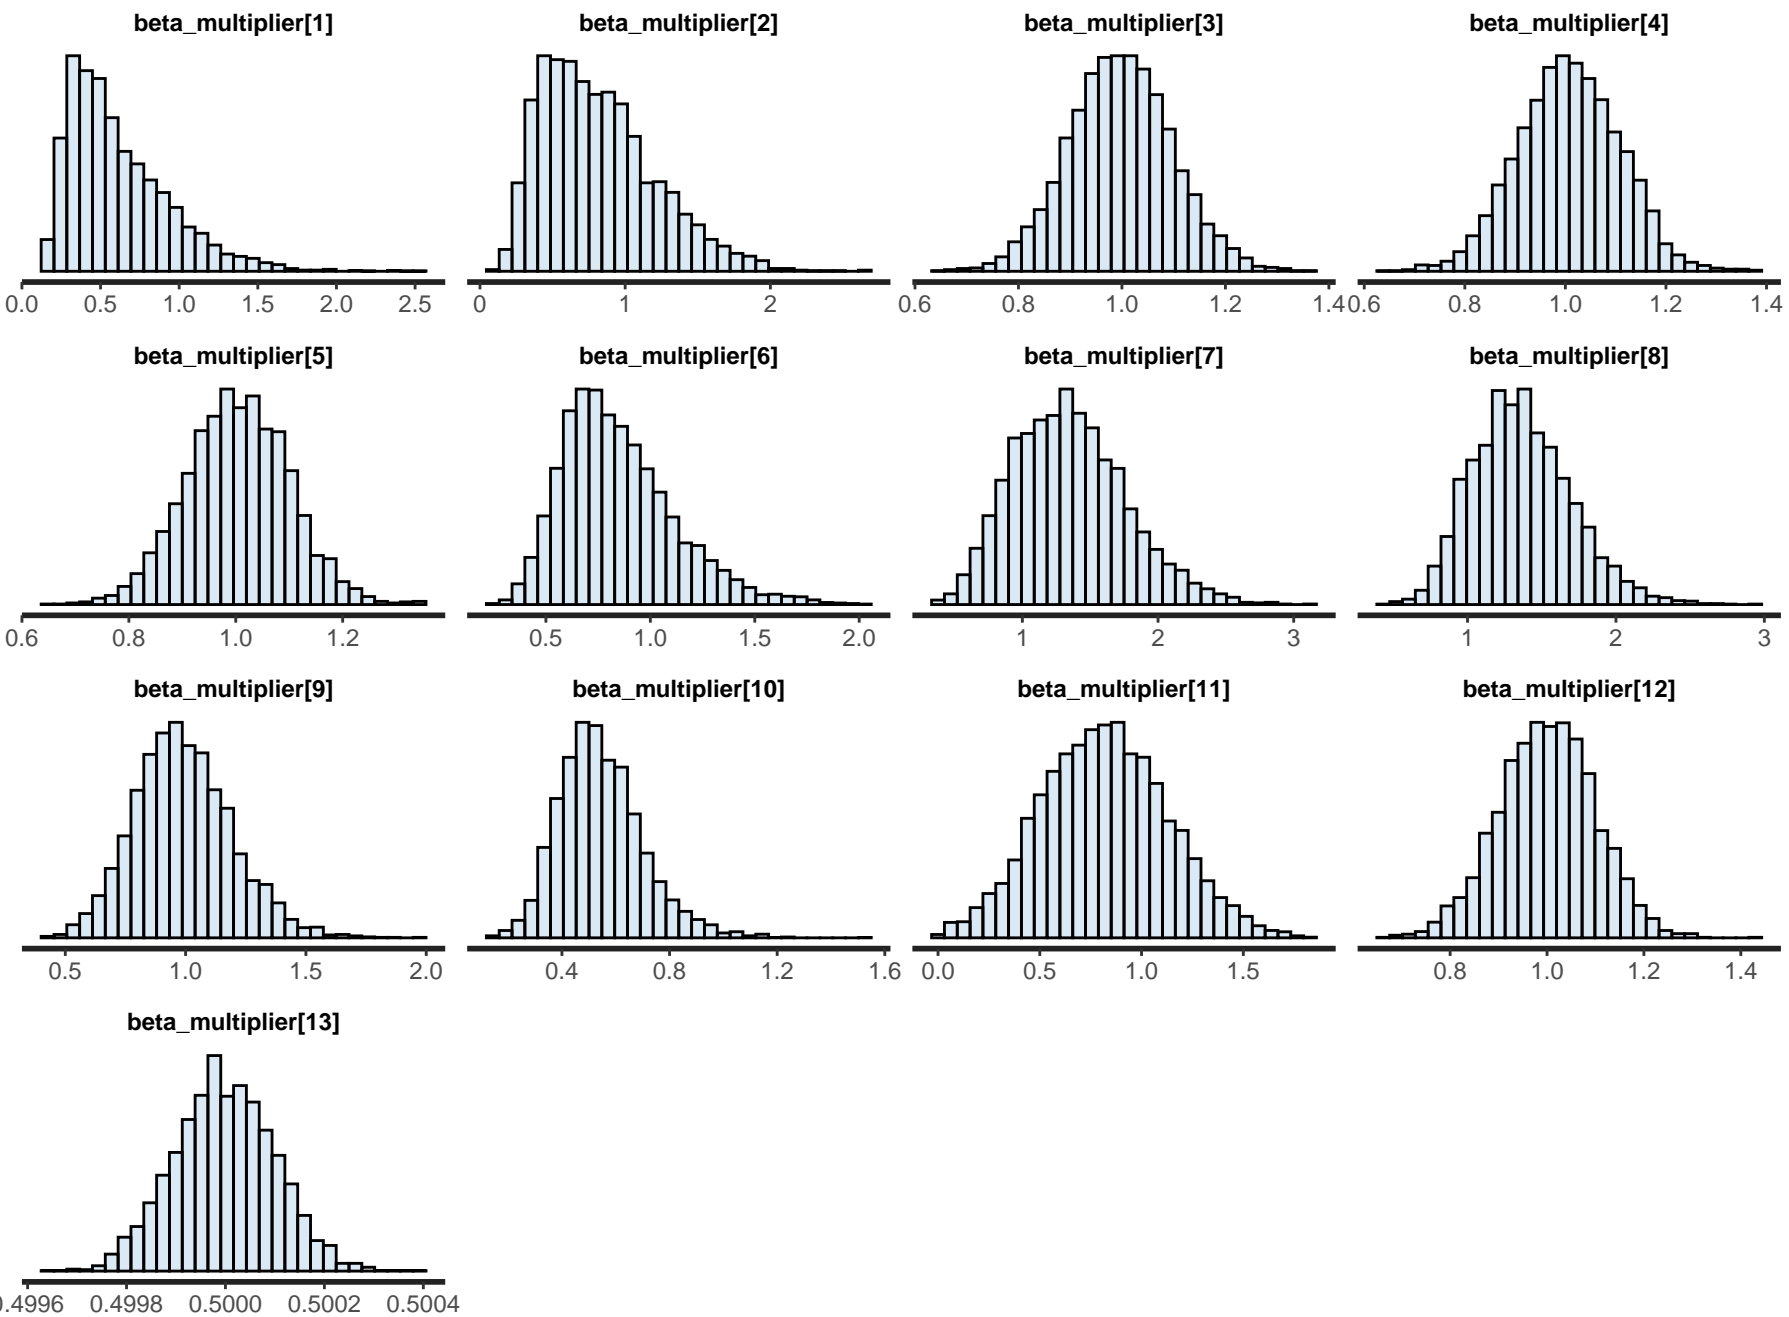 beta_multiplier[1] beta_multiplier[2] beta_multiplier[3] beta_multiplier[4]
0.0 0.5 1.0 1.5 2.0 2.5 0 1 2 0.6 0.8 1.0 1.2 1.4 0.6 0.8 1.0 1.2 1.4
beta_multiplier[5] beta_multiplier[6] beta_multiplier[7] beta_multiplier[8]
0.6 0.8 1.0 1.2 0.5 1.0 1.5 2.0 1 2 3 1 2 3
beta_multiplier[9] beta_multiplier[10] beta_multiplier[11] beta_multiplier[12]
0.5 1.0 1.5 2.0 0.4 0.8 1.2 1.6 0.0 0.5 1.0 1.5 0.8 1.0 1.2 1.4
beta_multiplier[13]
.4996 0.4998 0.5000 0.5002 0.5004